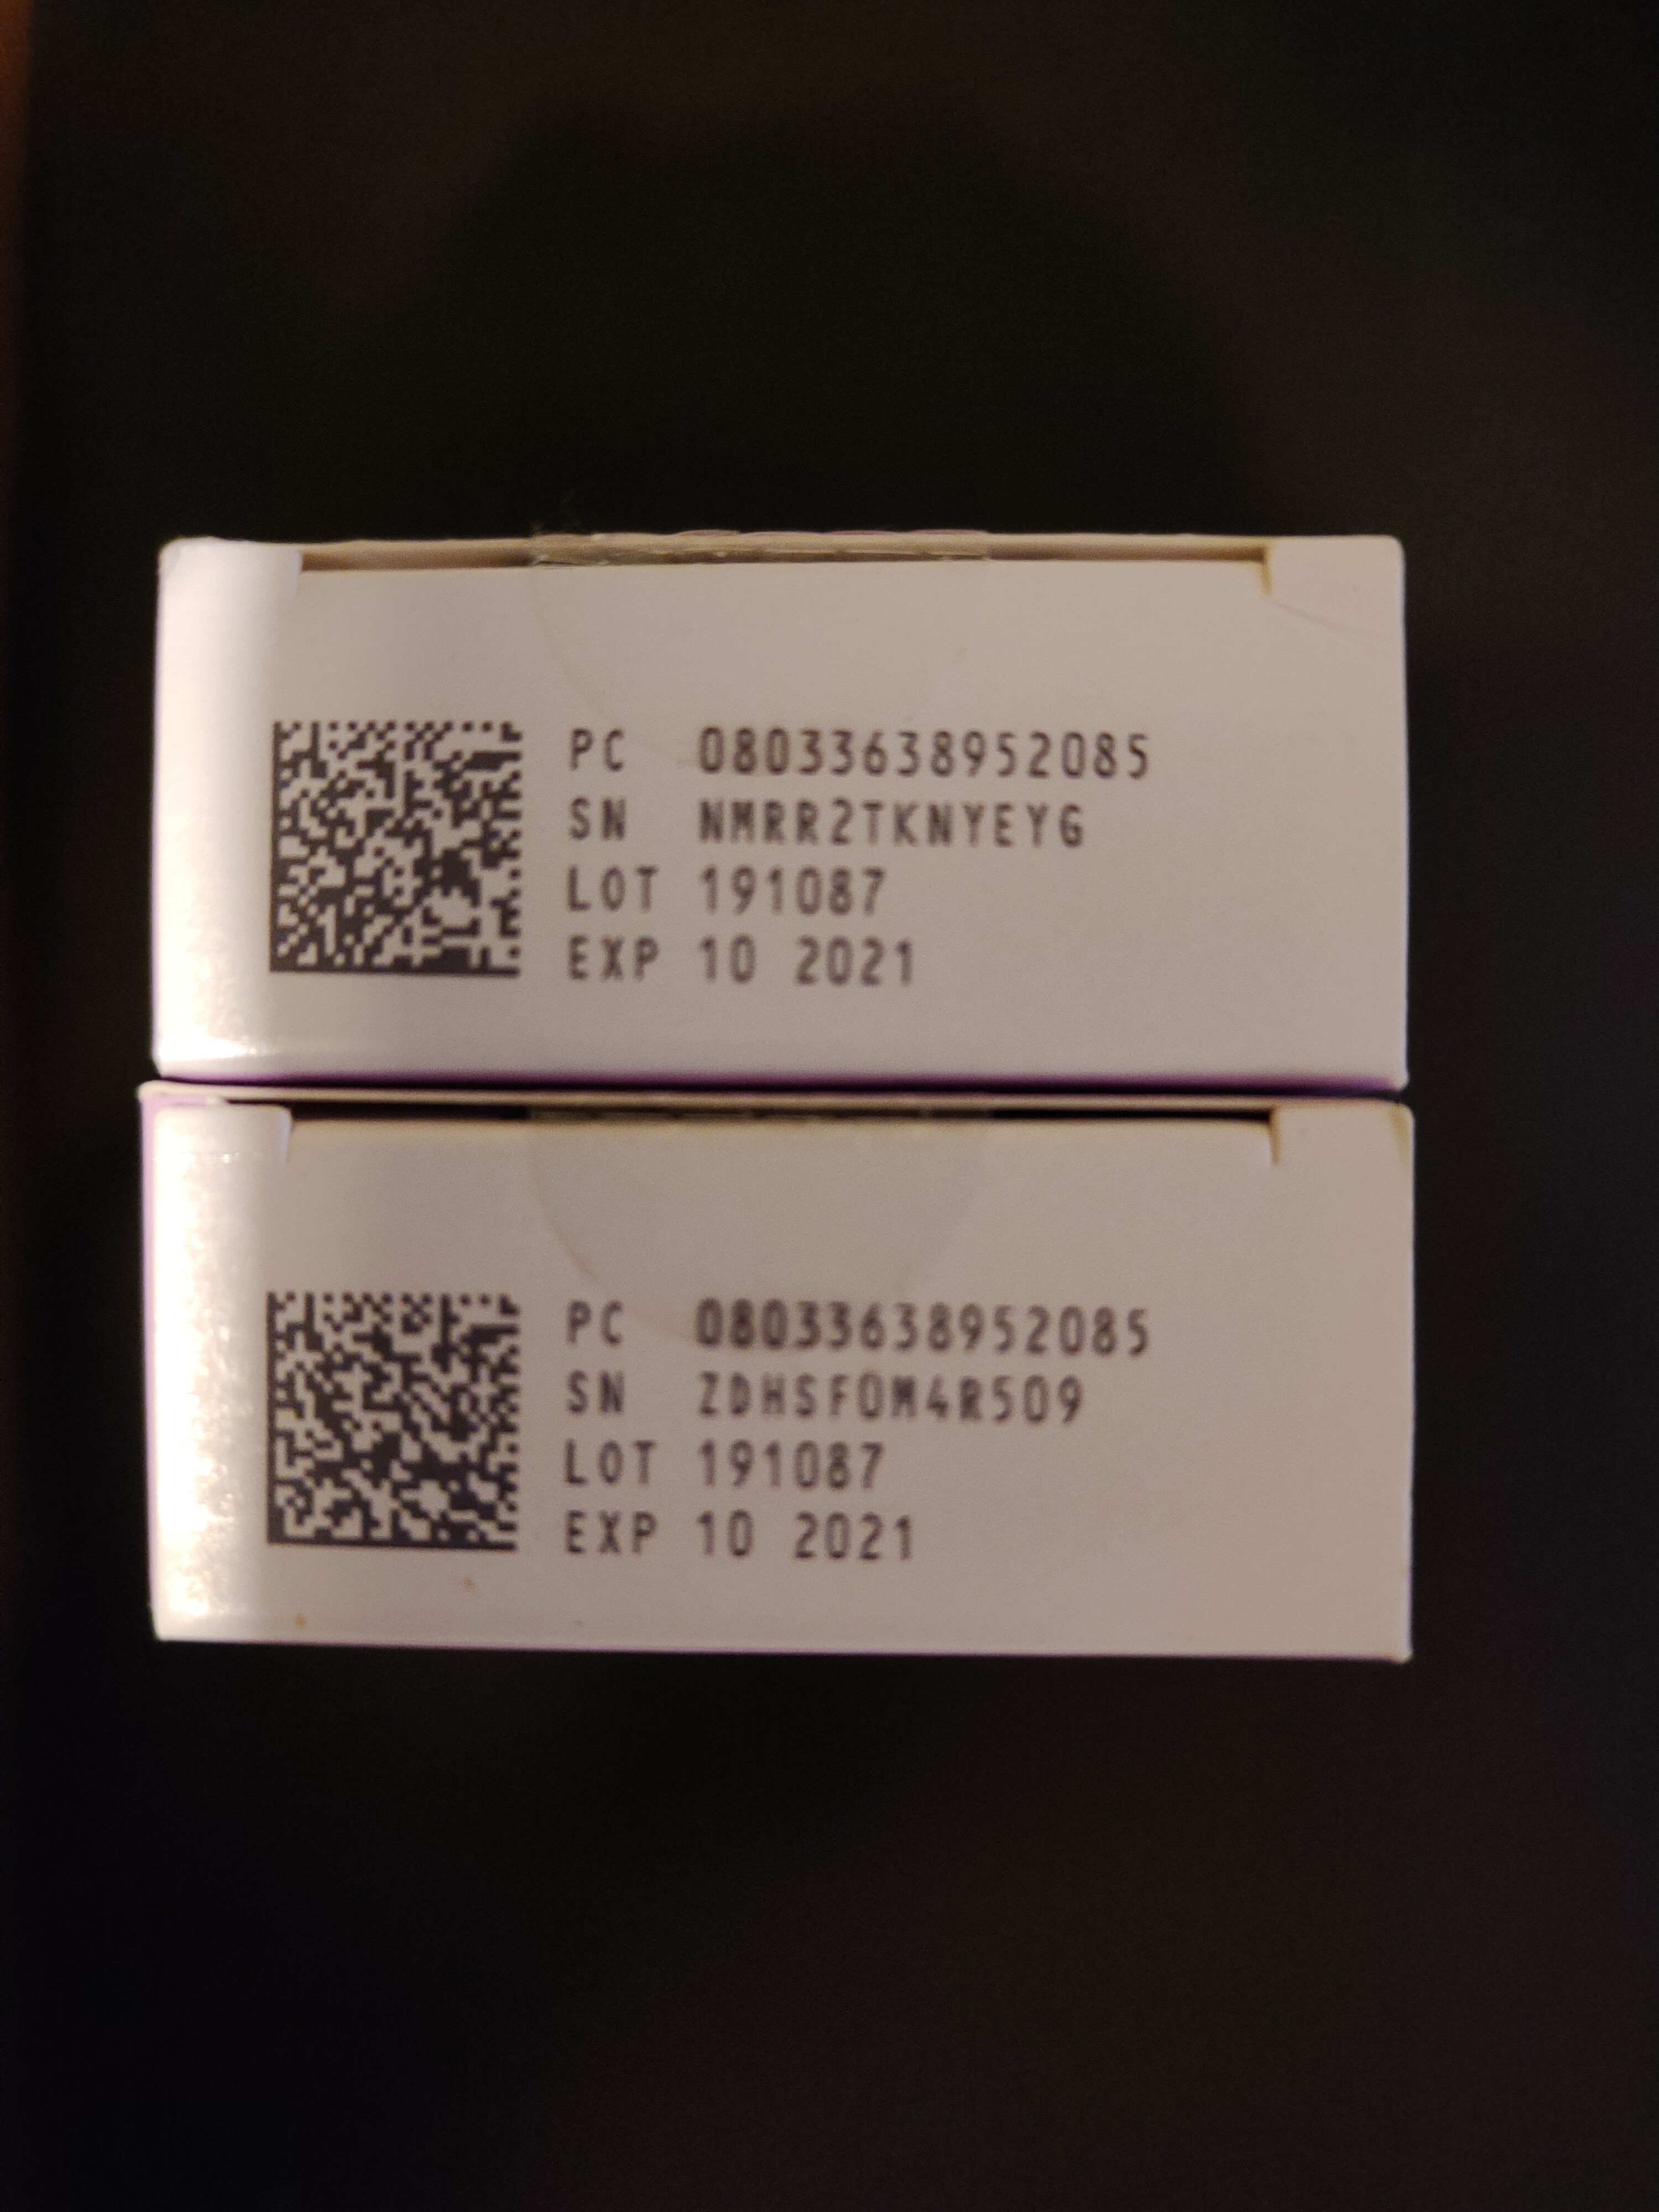 PC 08033638952085
SN NMRR2TKNYEYG
LOT 191087
EXP 10 2021
PC 08033638952085
SN ZDHSF0M4R509
LOT 191087
EXP 10 2021